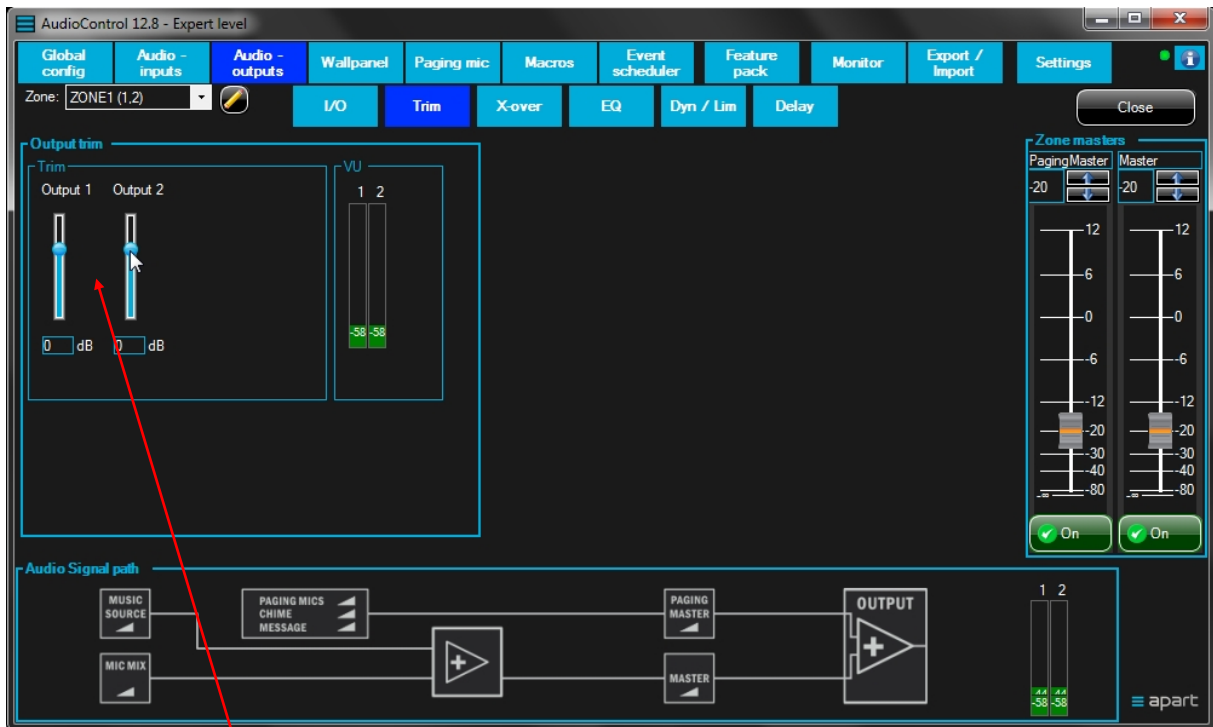 AudioControl 12.8 - Expert level
Global config
Audio - inputs
Audio - outputs
Wallpanel
Paging mic
Macros
Event scheduler
Feature pack
Monitor
Export / Import
Settings
Zone: ZONE1 (1,2)
I/O
Trim
X-over
EQ
Dyn / Lim
Delay
Close
Output trim
Trim
Output 1
Output 2
0 dB
0 dB
VU
1 2
-58 -58
Zone masters
PagingMaster
Master
-20
-20
12
6
0
-6
-12
-20
-30
-40
-80
-∞
12
6
0
-6
-12
-20
-30
-40
-80
-∞
On
On
Audio Signal path
MUSIC
SOURCE
MIC MIX
PAGING MICS
CHIME
MESSAGE
PAGING
MASTER
MASTER
OUTPUT
1 2
-58 -58
apart